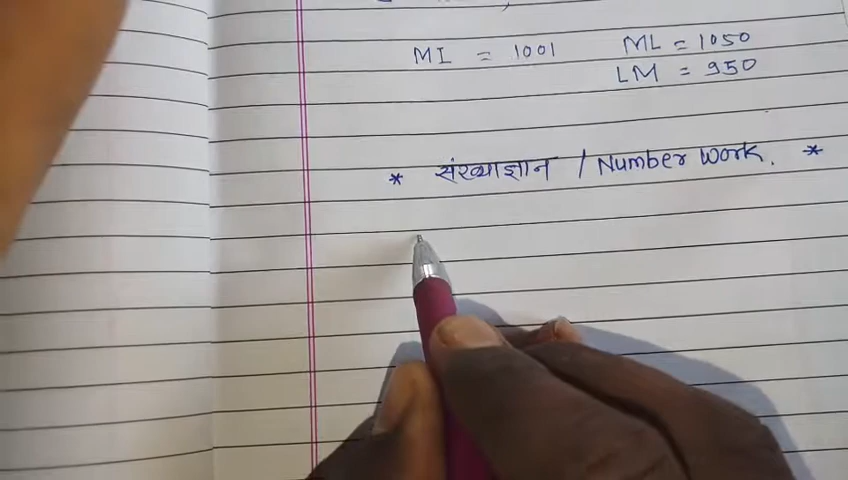 MI = 1001 ML = 1050
LM = 950
* संख्याज्ञान / Number work. *